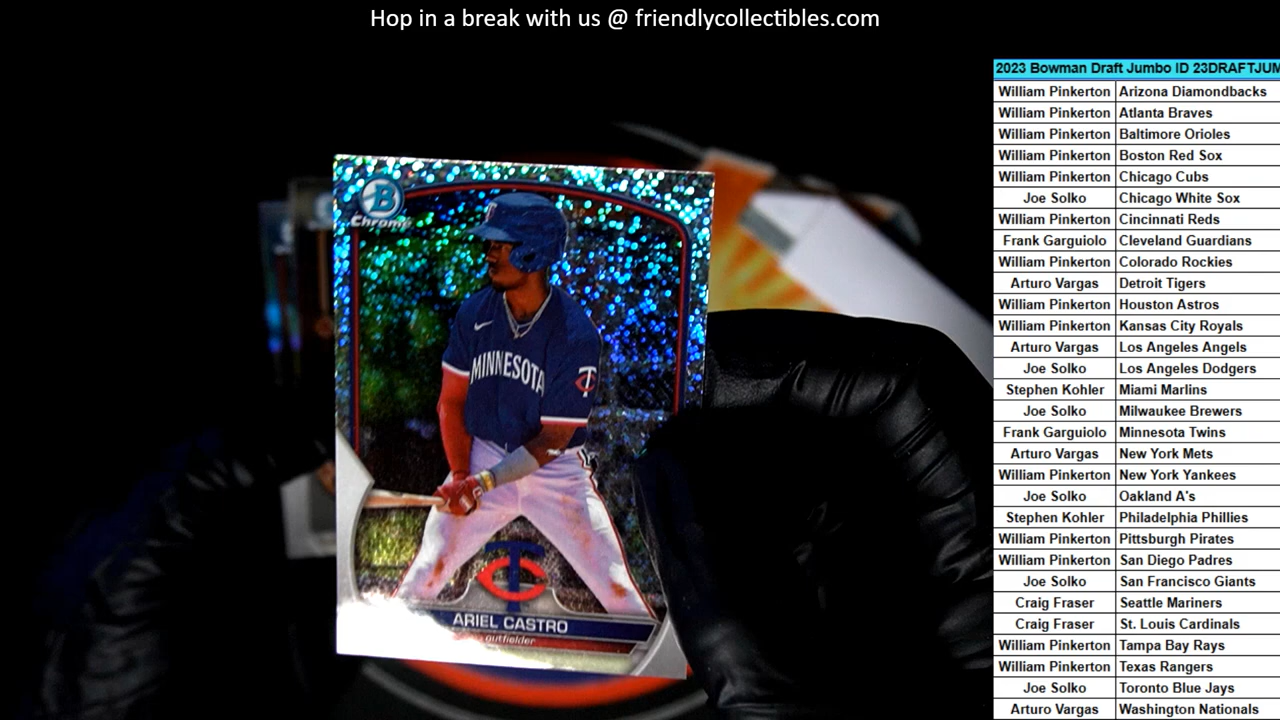 Hop in a break with us @ friendlycollectibles.com
2023 Bowman Draft Jumbo ID 23DRAFTJUM
William Pinkerton Arizona Diamondbacks
William Pinkerton Atlanta Braves
William Pinkerton Baltimore Orioles
William Pinkerton Boston Red Sox
William Pinkerton Chicago Cubs
Joe Solko Chicago White Sox
William Pinkerton Cincinnati Reds
Frank Garguiolo Cleveland Guardians
William Pinkerton Colorado Rockies
Arturo Vargas Detroit Tigers
William Pinkerton Houston Astros
William Pinkerton Kansas City Royals
Arturo Vargas Los Angeles Angels
Joe Solko Los Angeles Dodgers
Stephen Kohler Miami Marlins
Joe Solko Milwaukee Brewers
Frank Garguiolo Minnesota Twins
Arturo Vargas New York Mets
William Pinkerton New York Yankees
Joe Solko Oakland A's
Stephen Kohler Philadelphia Phillies
William Pinkerton Pittsburgh Pirates
William Pinkerton San Diego Padres
Joe Solko San Francisco Giants
Craig Fraser Seattle Mariners
Craig Fraser St. Louis Cardinals
William Pinkerton Tampa Bay Rays
William Pinkerton Texas Rangers
Joe Solko Toronto Blue Jays
Arturo Vargas Washington Nationals
B
Chrome
MINNESOTA
TC
TC
ARIEL CASTRO
outfielder